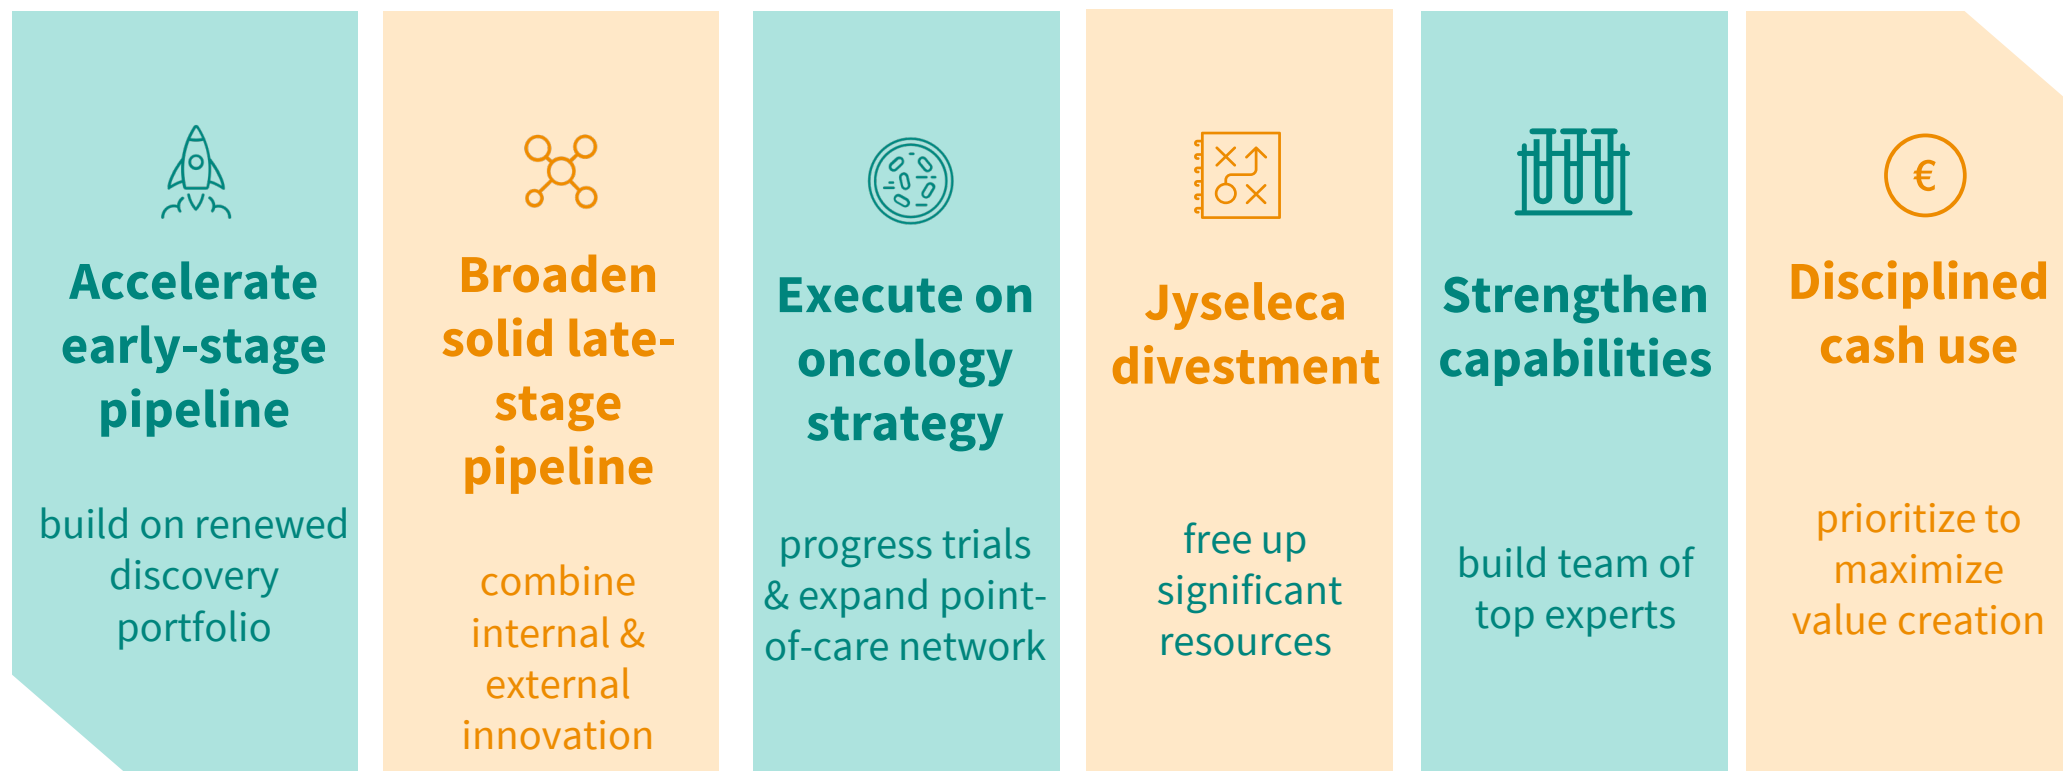 Accelerate
early-stage
pipeline
build on renewed
discovery
portfolio
Broaden
solid late-
stage
pipeline
combine
internal &
external
innovation
Execute on
oncology
strategy
progress trials
& expand point-
of-care network
Jyseleca
divestment
free up
significant
resources
Strengthen
capabilities
build team of
top experts
€
Disciplined
cash use
prioritize to
maximize
value creation